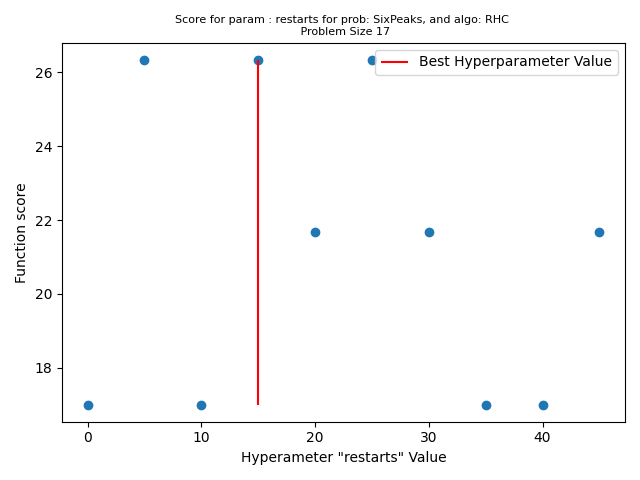 Score for param : restarts for prob: SixPeaks, and algo: RHC
Problem Size 17
Best Hyperparameter Value
Function score
26
24
22
20
18
0
10
20
30
40
Hyperameter "restarts" Value